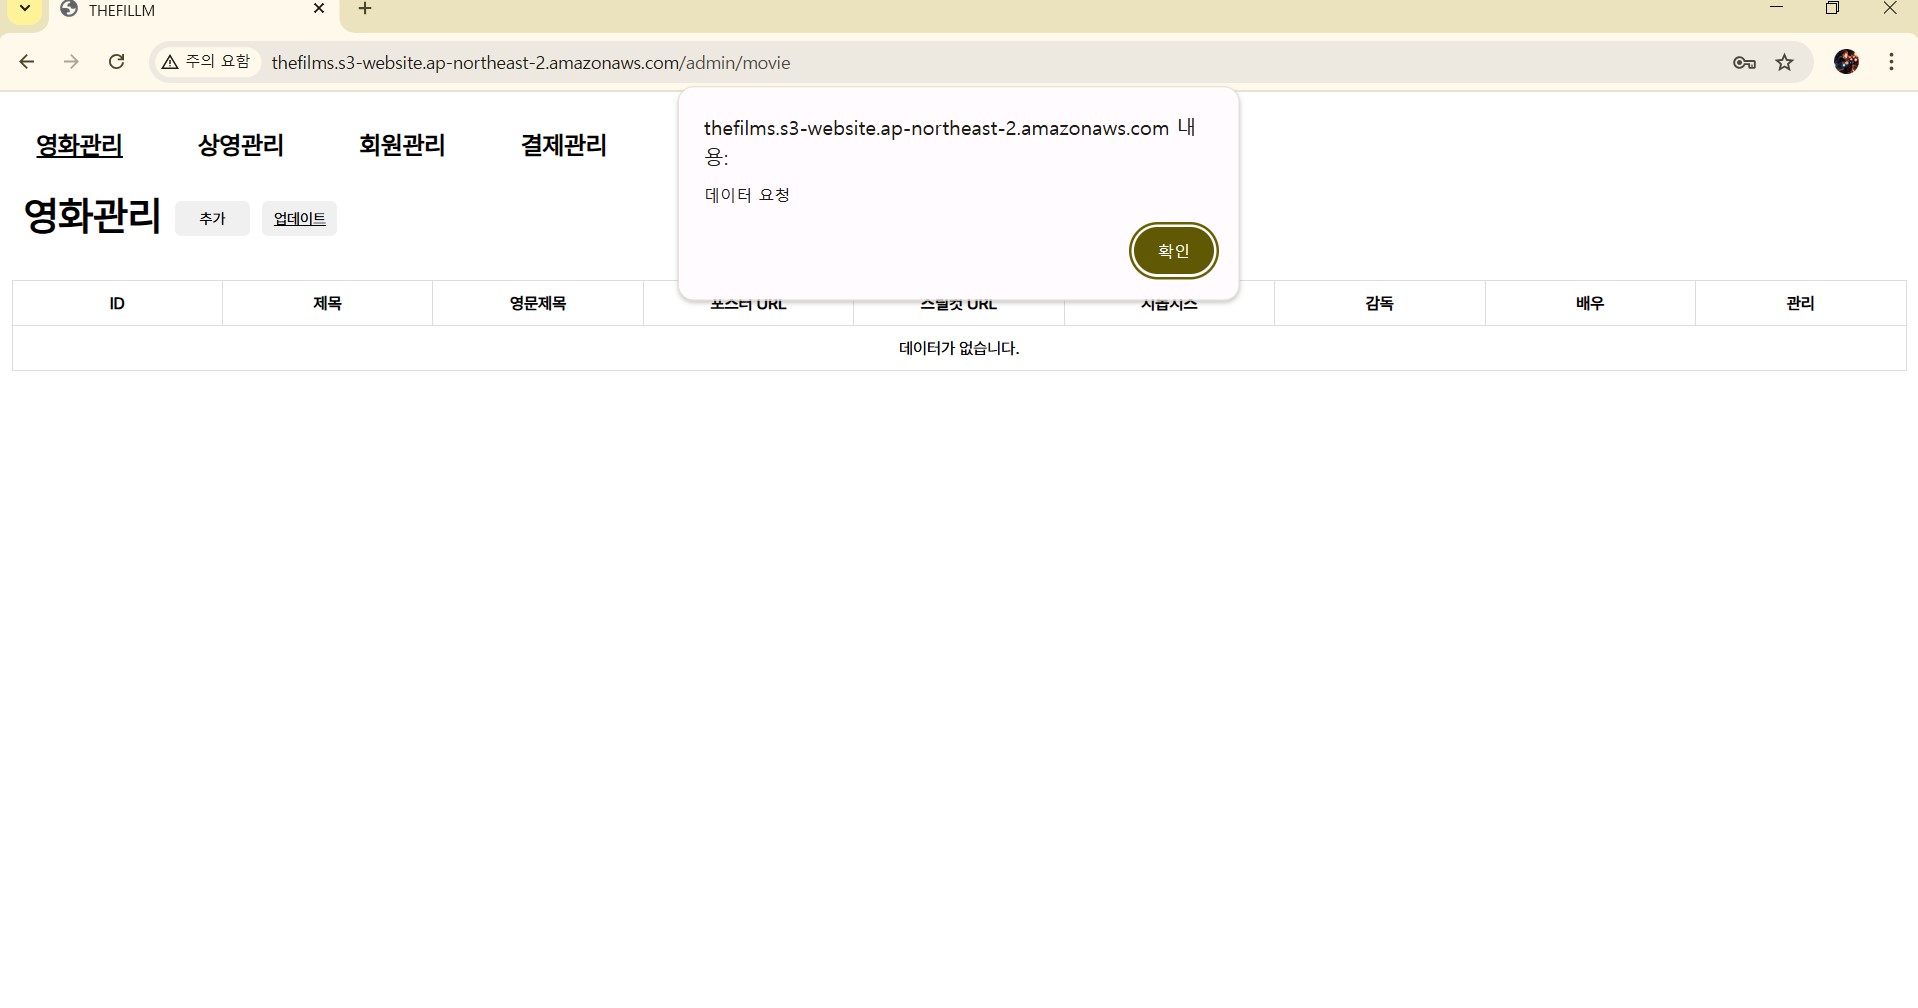 THEFILLM
주의 요함
thefilms.s3-website.ap-northeast-2.amazonaws.com/admin/movie
thefilms.s3-website.ap-northeast-2.amazonaws.com 내
용:
데이터 요청
확인
영화관리 상영관리 회원관리 결제관리
영화관리 추가 업데이트
ID 제목 영문제목 포스터 URL 스틸컷 URL 시놉시스 감독 배우 관리
데이터가 없습니다.